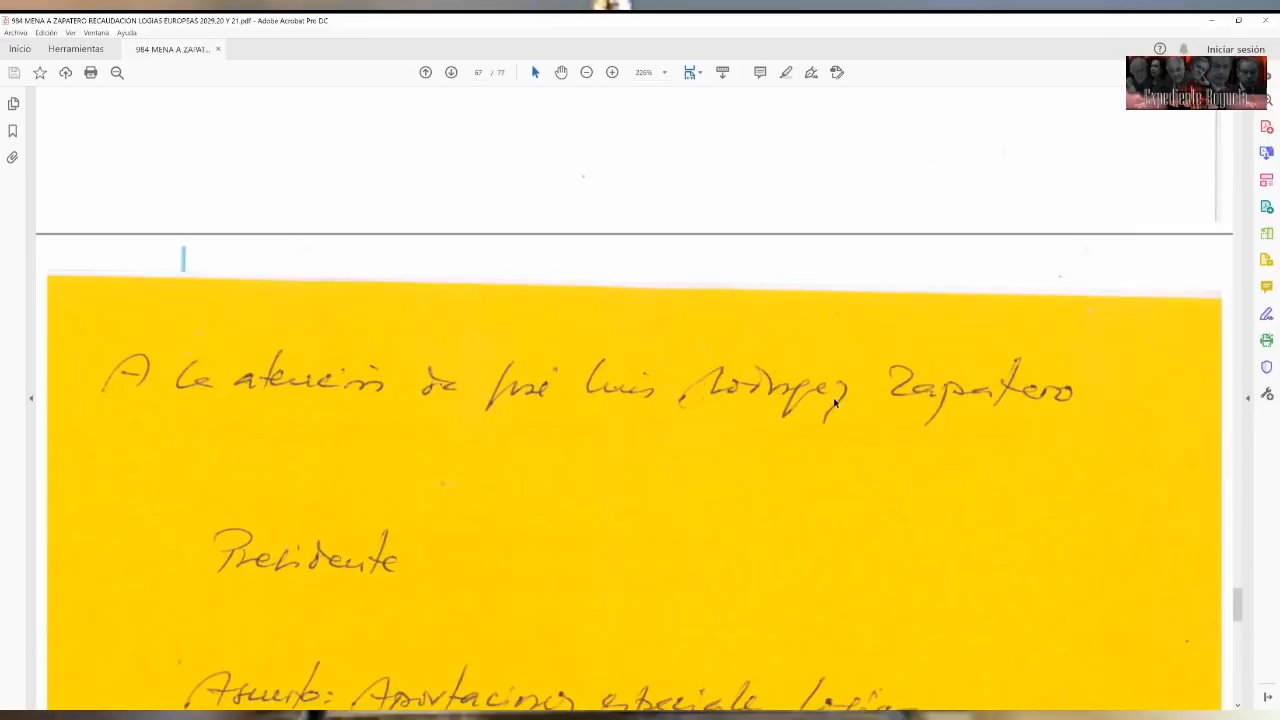 984 MENA A ZAPATERO RECAUDACION LOGIAS EUROPEAS 2029,20 Y 21.pdf - Adobe Acrobat Pro DC
Archivo Edición Ver Ventana Ayuda
Inicio Herramientas 984 MENA A ZAPAT... × Iniciar sesión
67 / 77 226%
Expediente Royuela
A la atención de José Luis Rodríguez Zapatero
Presidente
Asunto: Aportaciones especiales logias